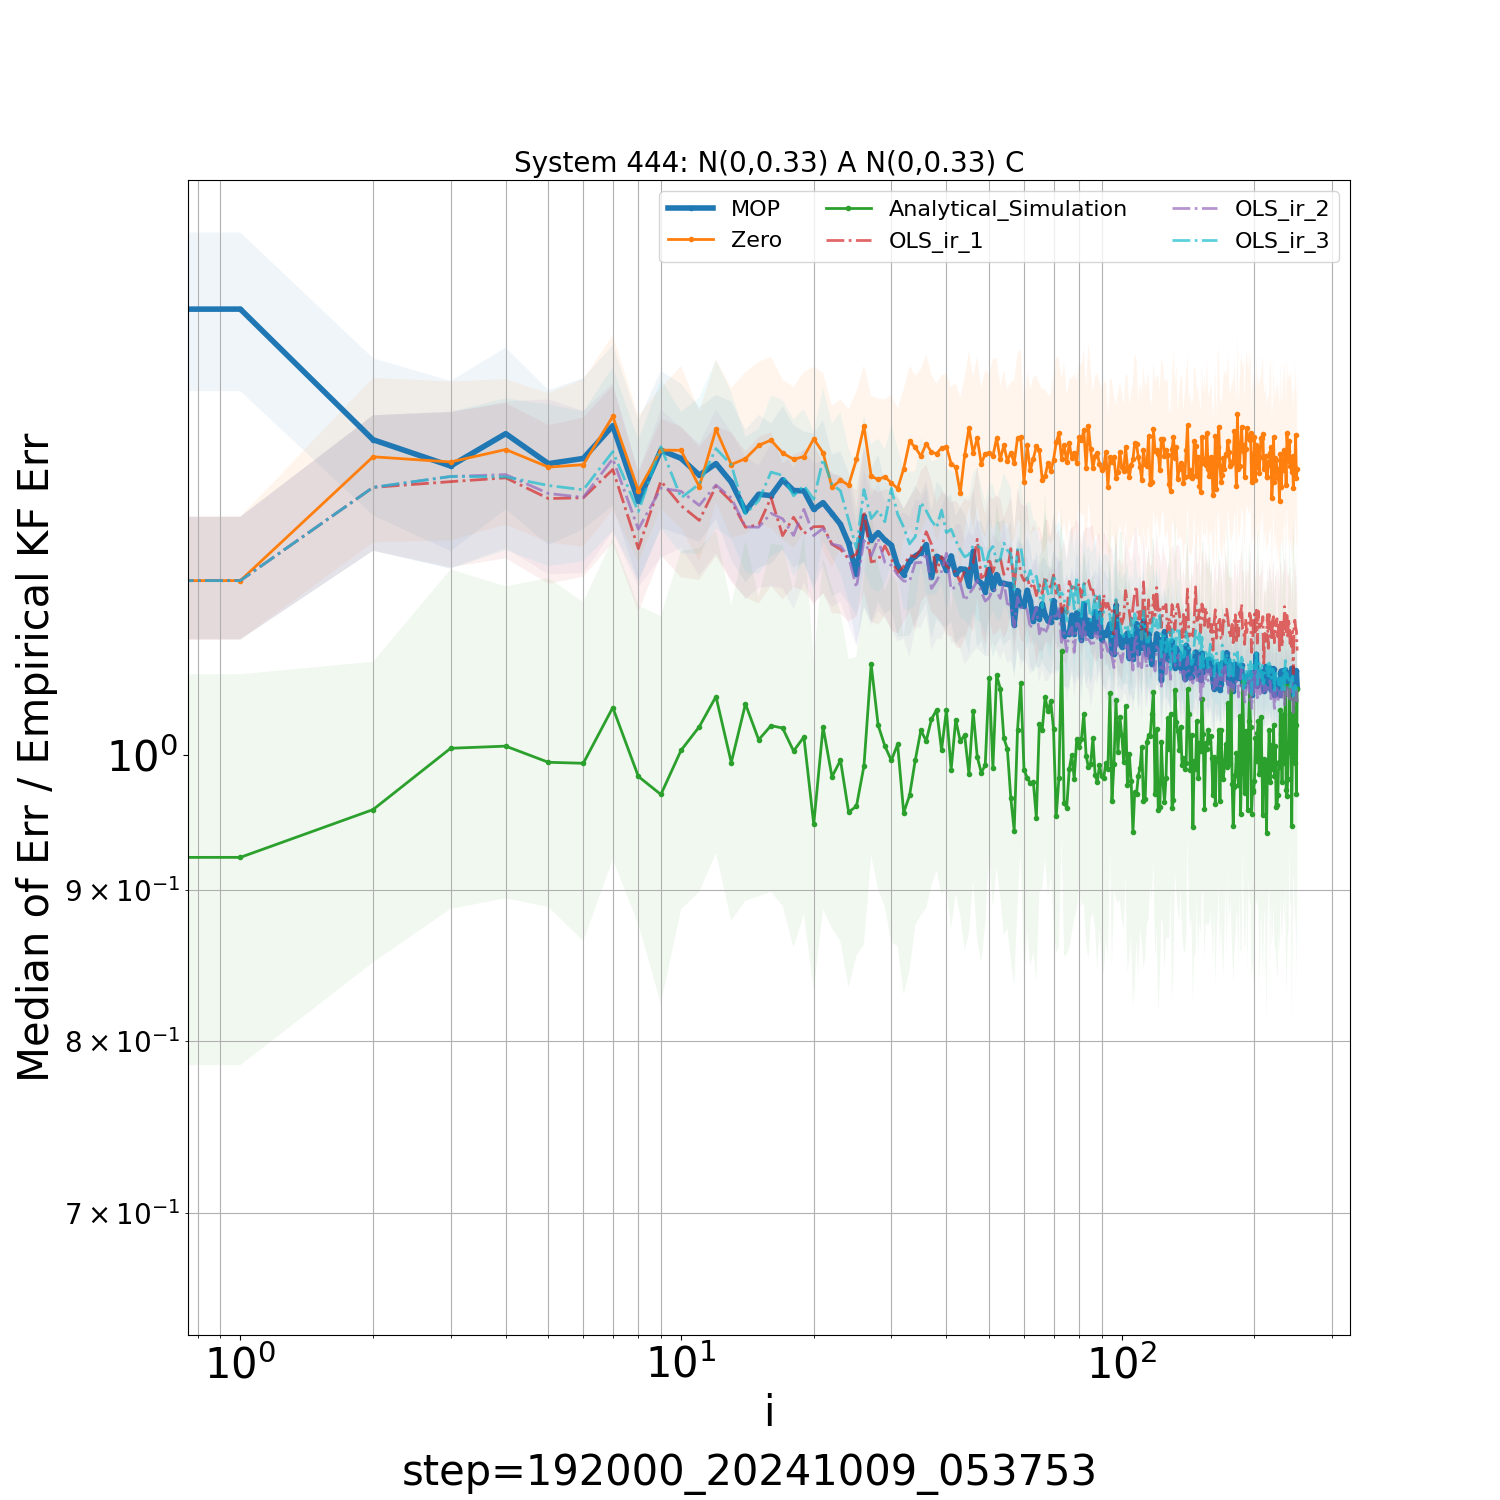 System 444: N(0,0.33) A N(0,0.33) C
MOP
Zero
Analytical_Simulation
OLS_ir_1
OLS_ir_2
OLS_ir_3
Median of Err / Empirical KF Err
10⁰
9 × 10⁻¹
8 × 10⁻¹
7 × 10⁻¹
10⁰ 10¹ 10²
i
step=192000_20241009_053753